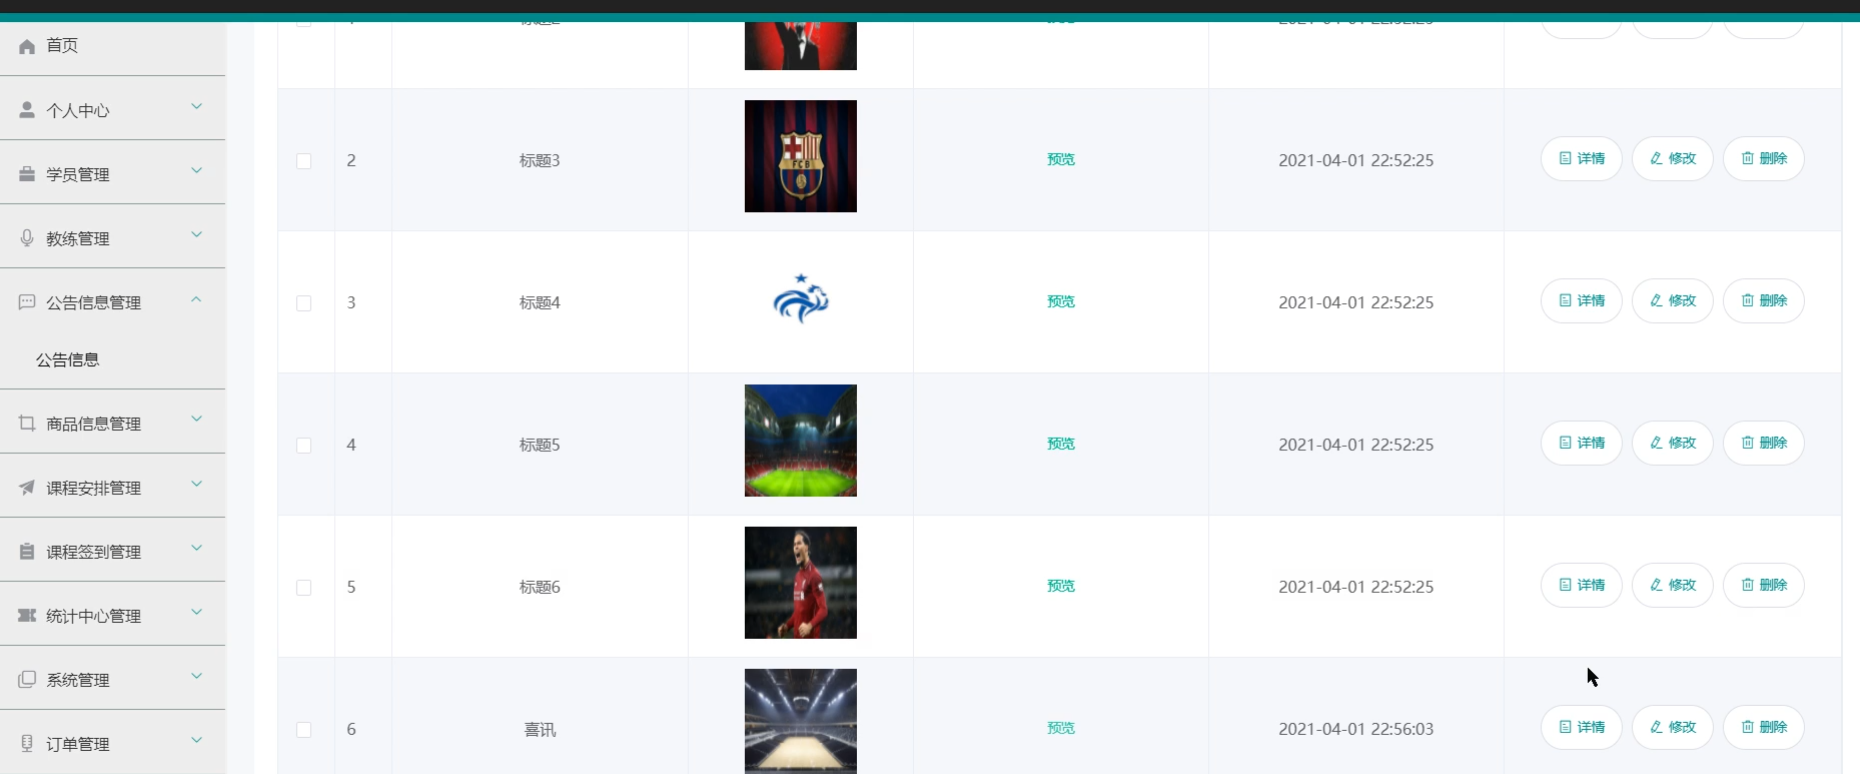 首页
个人中心
学员管理
教练管理
公告信息管理
公告信息
商品信息管理
课程安排管理
课程签到管理
统计中心管理
系统管理
订单管理
2 标题3 FCB 预览 2021-04-01 22:52:25 详情 修改 删除
3 标题4 预览 2021-04-01 22:52:25 详情 修改 删除
4 标题5 预览 2021-04-01 22:52:25 详情 修改 删除
5 标题6 预览 2021-04-01 22:52:25 详情 修改 删除
6 喜讯 预览 2021-04-01 22:56:03 详情 修改 删除